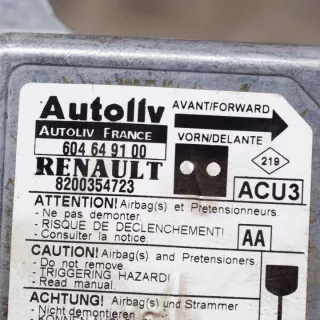 Autoliv
AVANT/FORWARD
AUTOLIV FRANCE
VORN/DELANTE
604 64 91 00
RENAULT
219
8200354723
ACU3
ATTENTION! Airbag(s) et Pretensionneurs
- Ne pas demonter.
- RISQUE DE DECLENCHEMENT!
- Consulter la notice.
AA
CAUTION! Airbag(s) and Pretensioners
- Do not remove.
- TRIGGERING HAZARD!
- Read manual.
ACHTUNG! Airbag(s) und Strammer
- Nicht demontieren.